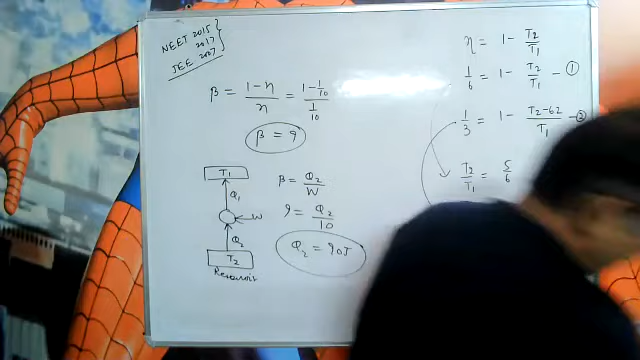 NEET 2015
2017
JEE 2027
β = 1-η/η = 1-1/10 / 1/10
β = 9
T1
Q1
W
Q2
T2
Reservoir
β = Q2/W
9 = Q2/10
Q2 = 90J
η = 1 - T2/T1
1/6 = 1 - T2/T1 - ①
1/3 = 1 - T2-62/T1 - ②
T2/T1 = 5/6